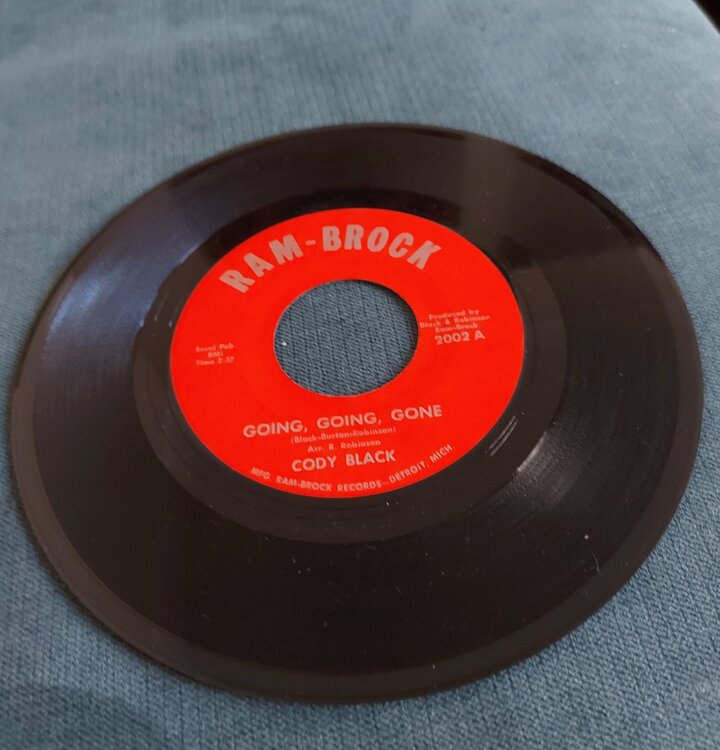 RAM-BROCK
Produced by
Black & Robinson
Ram-Brock
2002 A
BMI
Time 2:37
GOING, GOING, GONE
(Black-Burton-Robinson)
Arr. R. Robinson
CODY BLACK
MFG. RAM-BROCK RECORDS—DETROIT, MICH